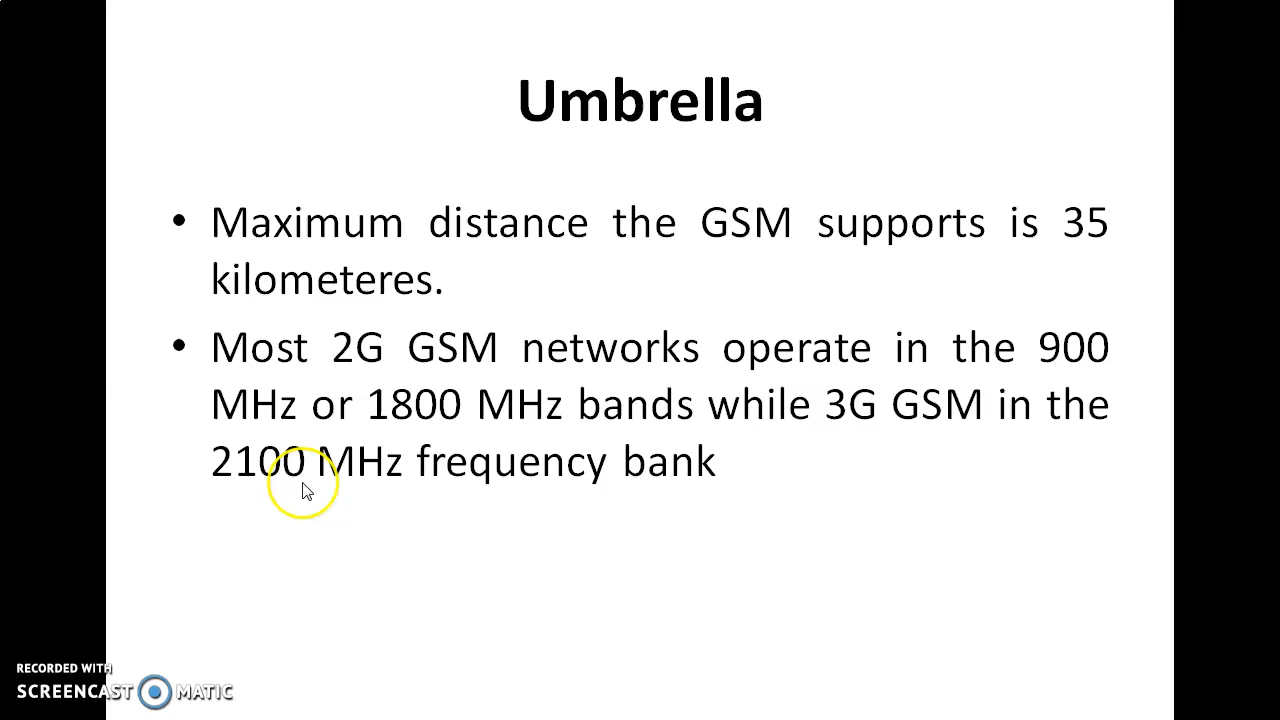 Umbrella
• Maximum distance the GSM supports is 35
kilometeres.
• Most 2G GSM networks operate in the 900
MHz or 1800 MHz bands while 3G GSM in the
2100 MHz frequency bank
RECORDED WITH
SCREENCAST MATIC